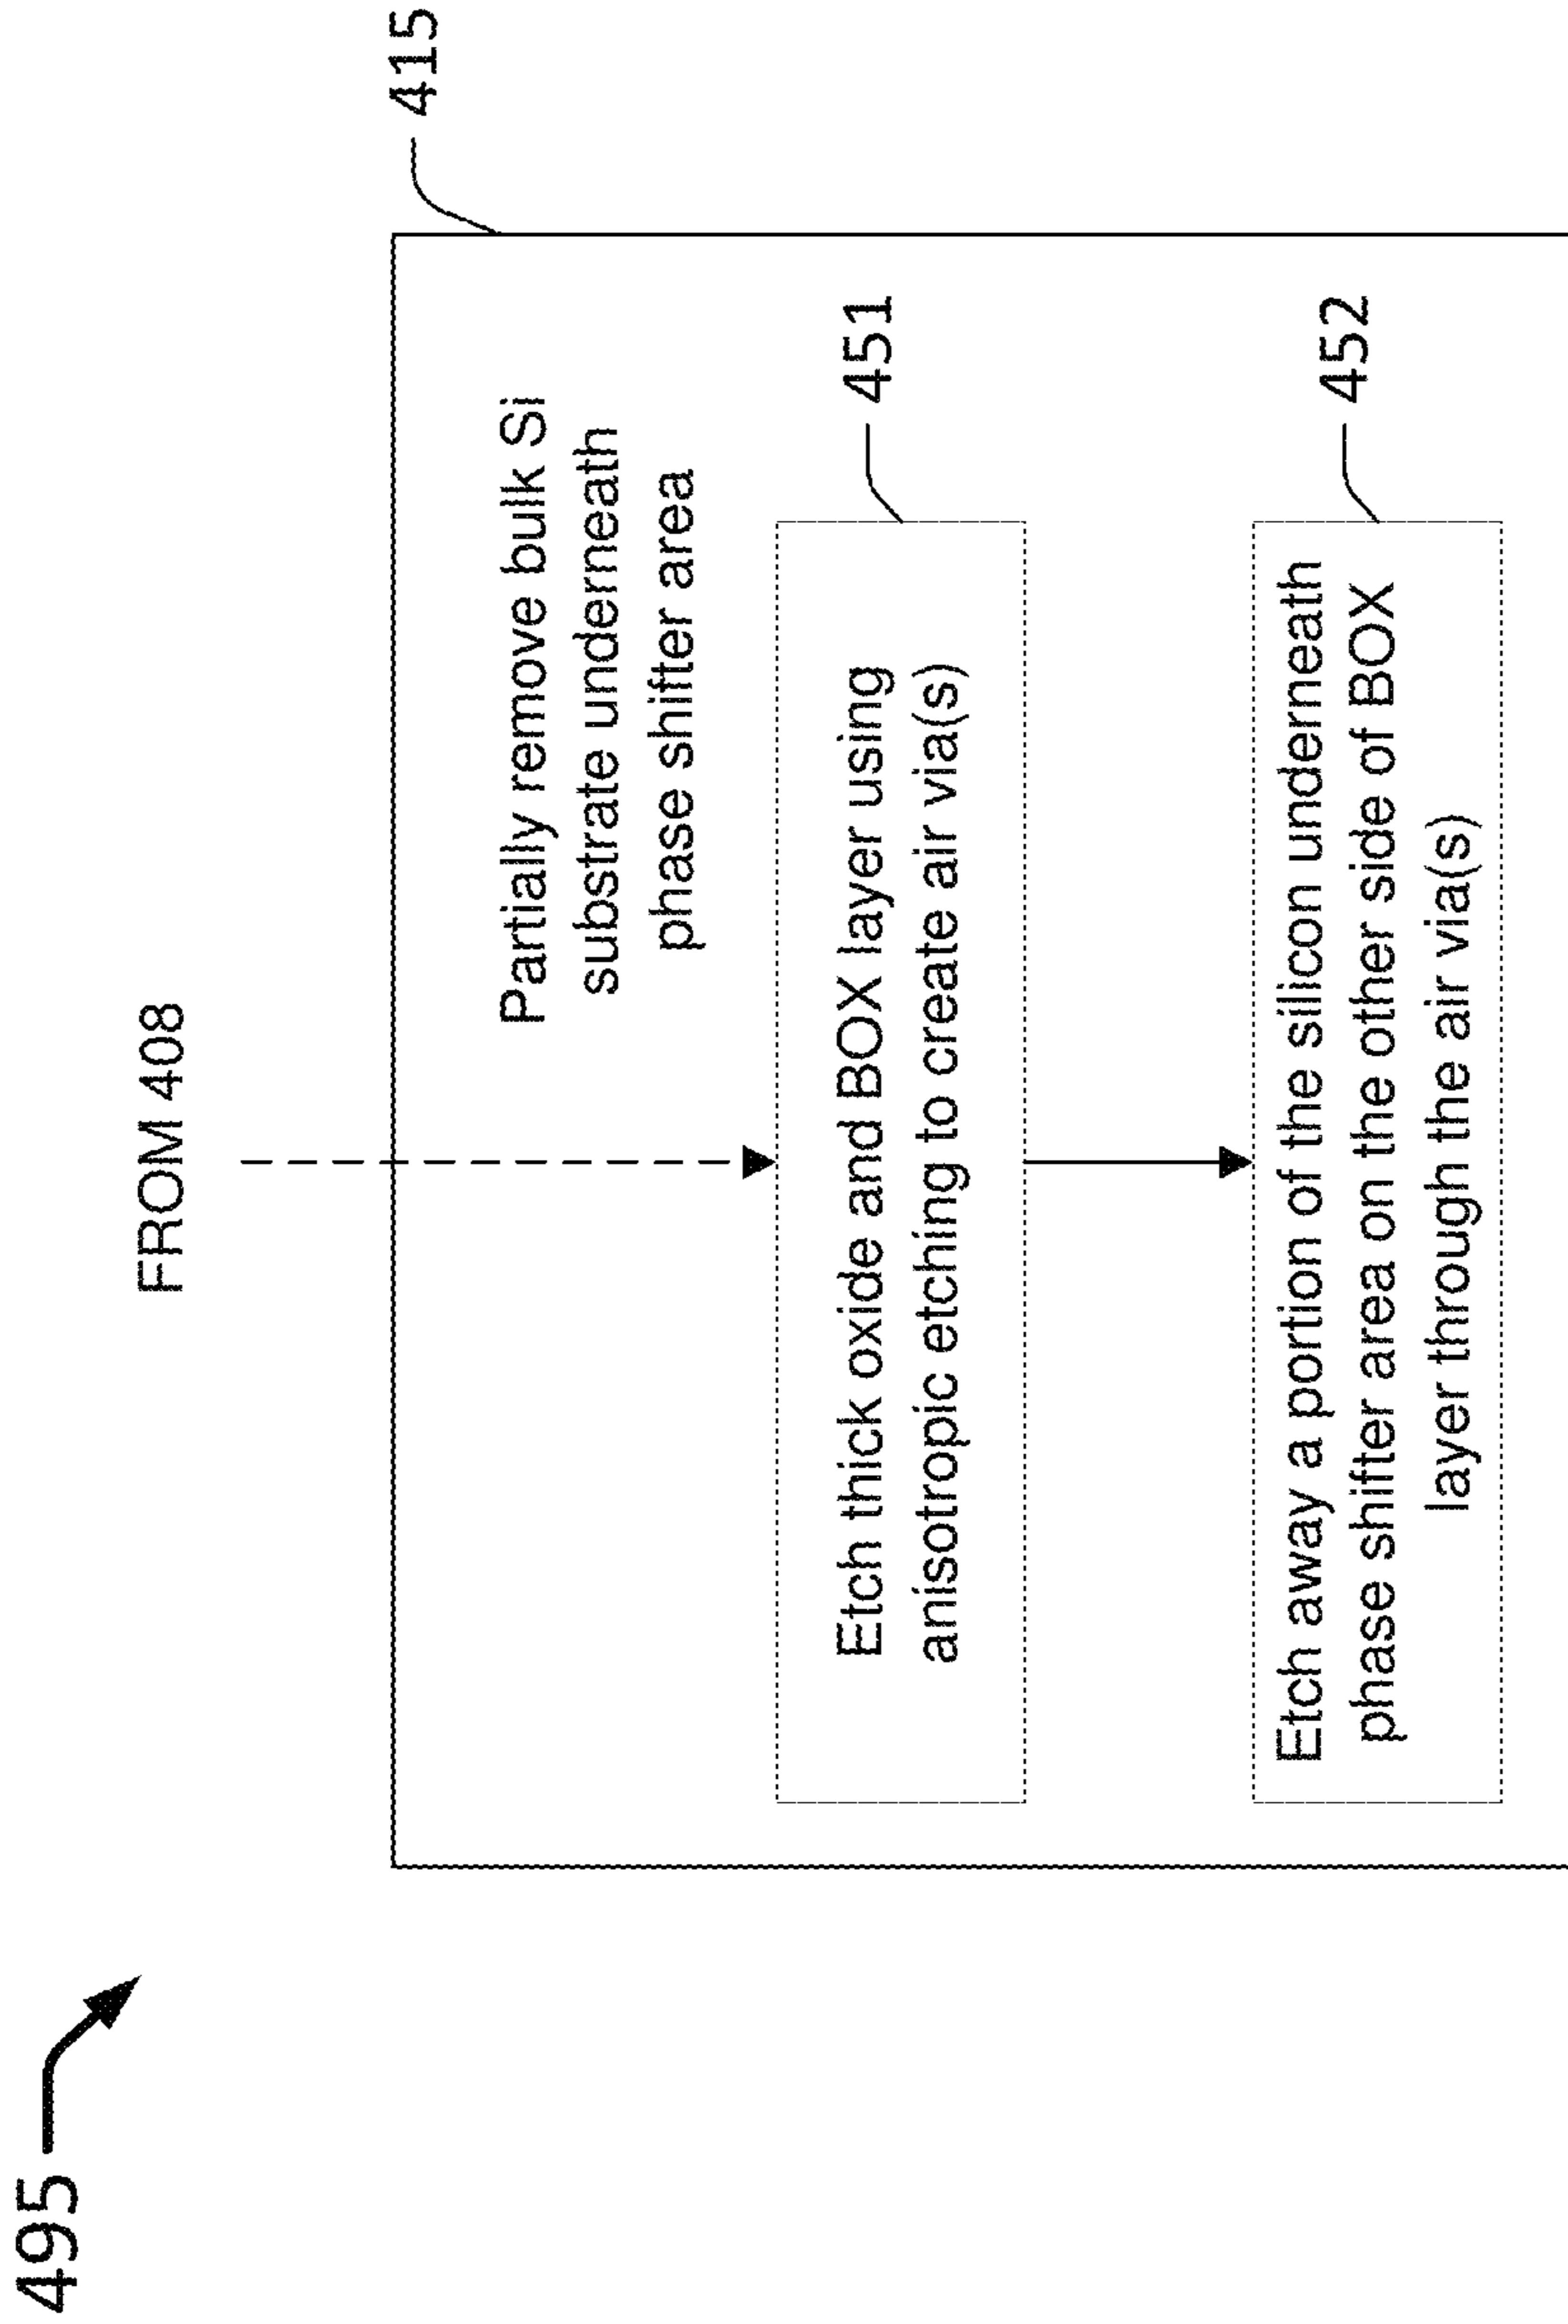 495
FROM 408
415
Partially remove bulk Si
substrate underneath
phase shifter area
451
Etch thick oxide and BOX layer using
anisotropic etching to create air via(s)
452
Etch away a portion of the silicon underneath
phase shifter area on the other side of BOX
layer through the air via(s)